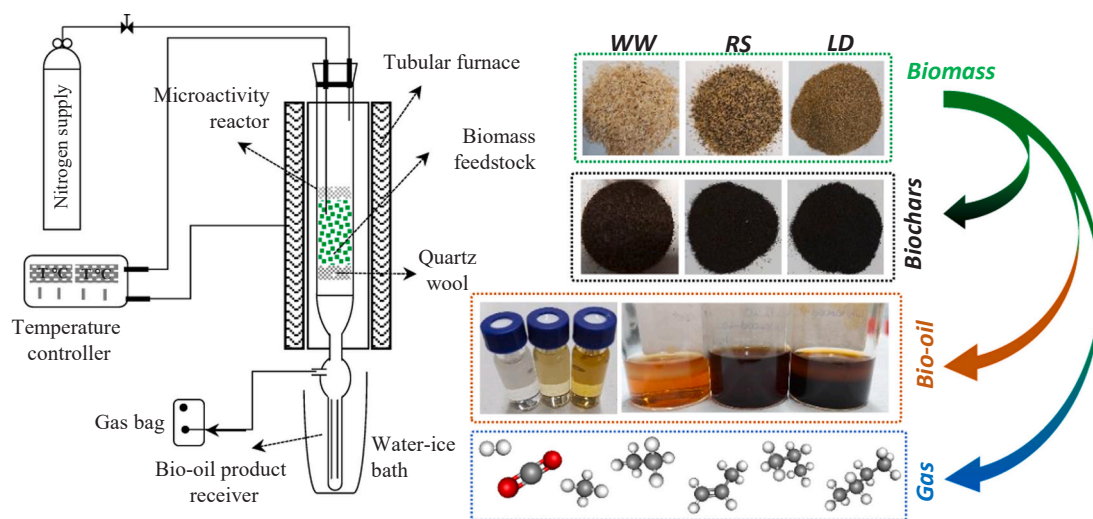 Nitrogen supply
Microactivity
reactor
Tubular furnace
Biomass
feedstock
Quartz
wool
T °C T °C
Temperature
controller
Gas bag
Bio-oil product
receiver
Water-ice
bath
WW RS LD
Biomass
Biochars
Bio-oil
Gas